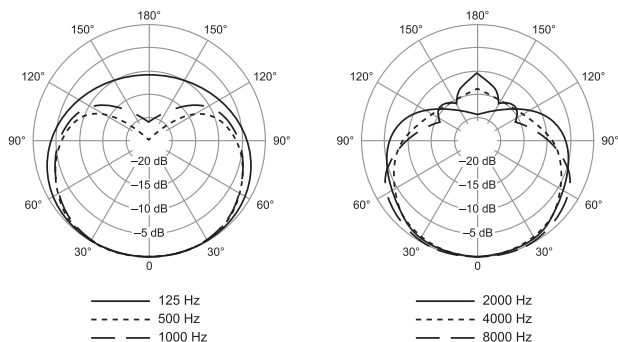 180°
150° 150°
120° 120°
90° 90°
–20 dB
–15 dB
–10 dB
–5 dB
60° 60°
30° 30°
0
125 Hz
500 Hz
1000 Hz
180°
150° 150°
120° 120°
90° 90°
–20 dB
–15 dB
–10 dB
–5 dB
60° 60°
30° 30°
0
2000 Hz
4000 Hz
8000 Hz